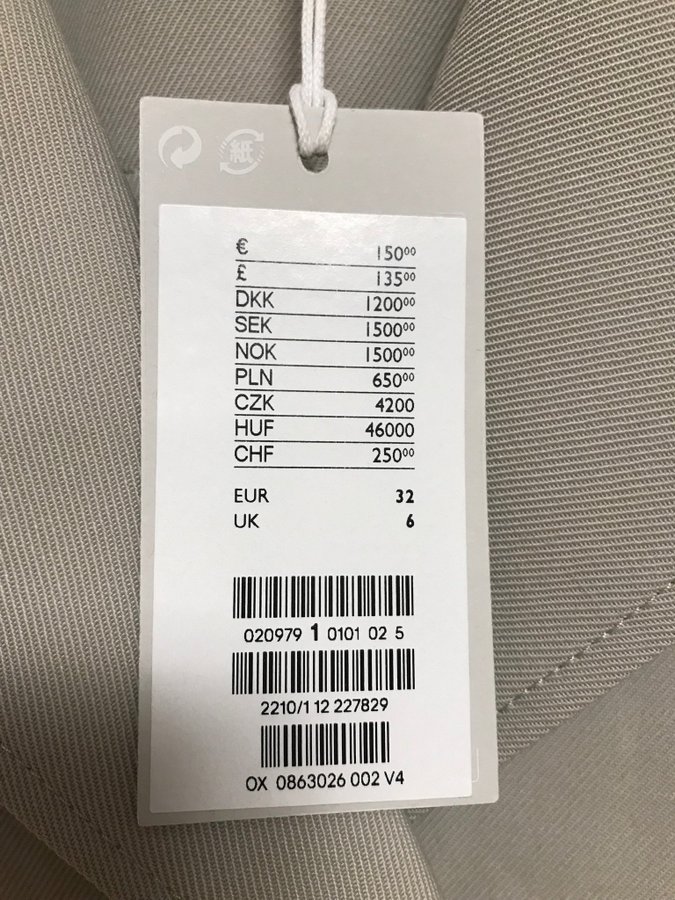 紙
€ 150⁰⁰
£ 135⁰⁰
DKK 1200⁰⁰
SEK 1500⁰⁰
NOK 1500⁰⁰
PLN 650⁰⁰
CZK 4200
HUF 46000
CHF 250⁰⁰
EUR 32
UK 6
020979 1 0101 02 5
2210/1 12 227829
OX 0863026 002 V4